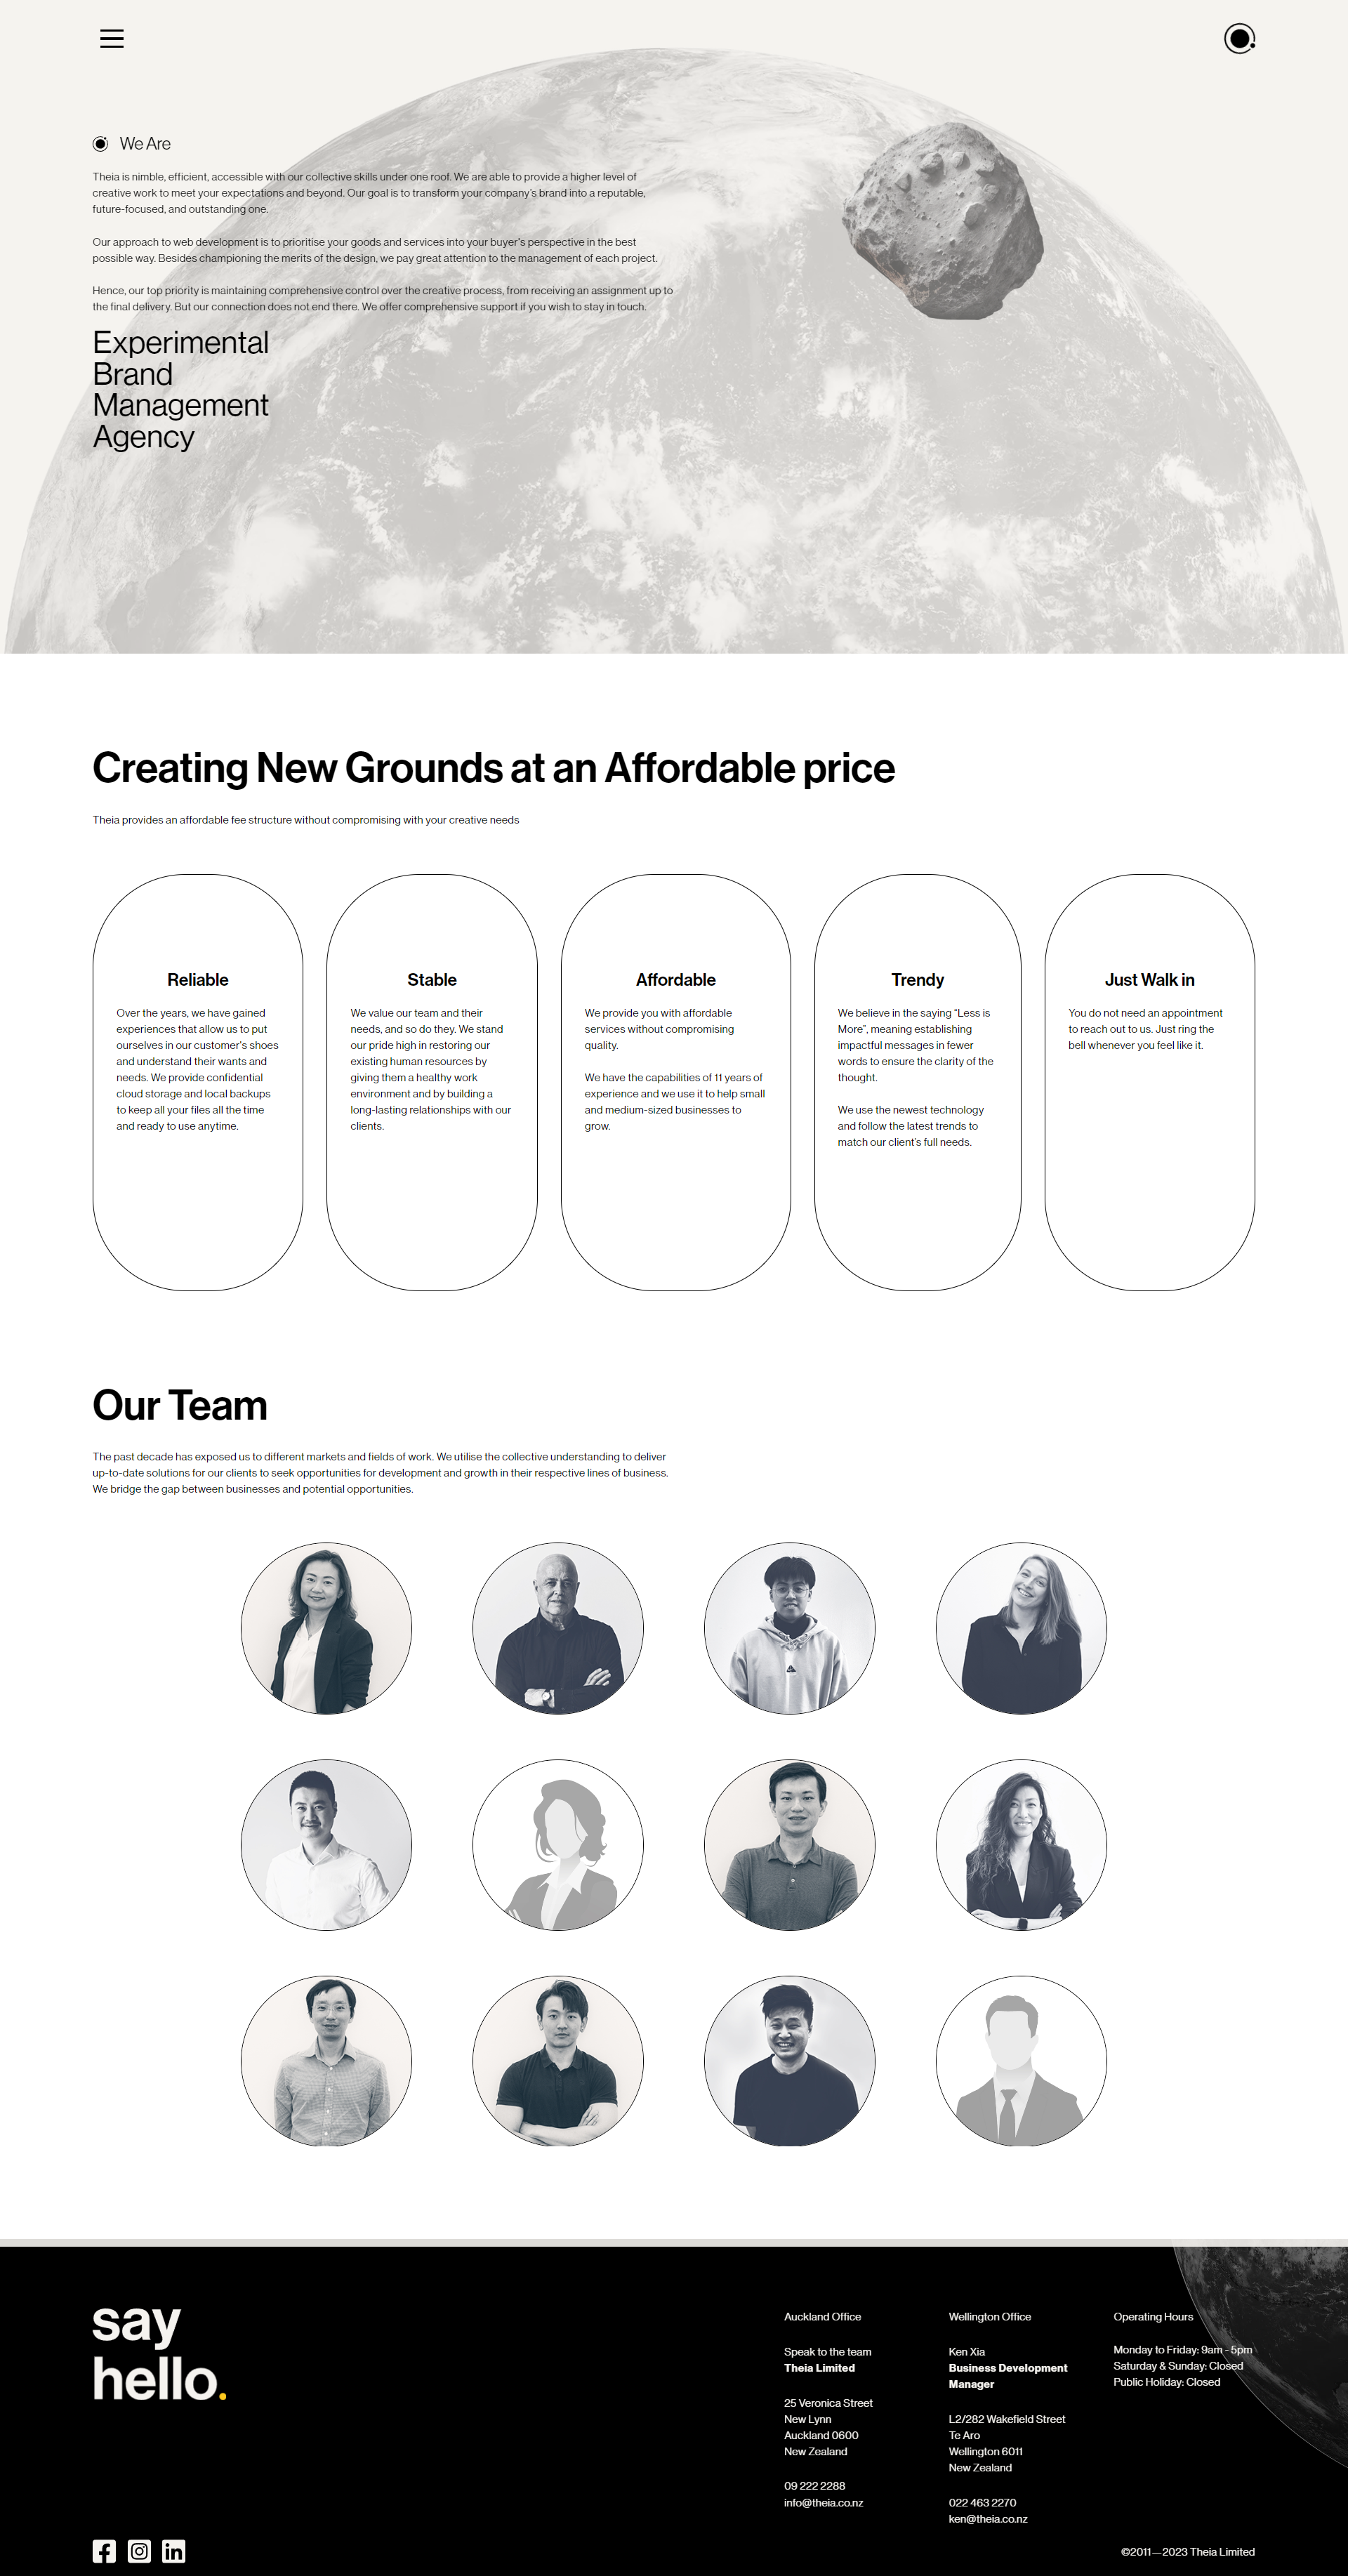 We Are
Theia is nimble, efficient, accessible with our collective skills under one roof. We are able to provide a higher level of
creative work to meet your expectations and beyond. Our goal is to transform your company's brand into a reputable,
future-focused, and outstanding one.
Our approach to web development is to prioritise your goods and services into your buyer's perspective in the best
possible way. Besides championing the merits of the design, we pay great attention to the management of each project.
Hence, our top priority is maintaining comprehensive control over the creative process, from receiving an assignment up to
the final delivery. But our connection does not end there. We offer comprehensive support if you wish to stay in touch.
Experimental
Brand
Management
Agency
Creating New Grounds at an Affordable price
Theia provides an affordable fee structure without compromising with your creative needs
Reliable
Over the years, we have gained
experiences that allow us to put
ourselves in our customer's shoes
and understand their wants and
needs. We provide confidential
cloud storage and local backups
to keep all your files all the time
and ready to use anytime.
Stable
We value our team and their
needs, and so do they. We stand
our pride high in restoring our
existing human resources by
giving them a healthy work
environment and by building a
long-lasting relationships with our
clients.
Affordable
We provide you with affordable
services without compromising
quality.
We have the capabilities of 11 years of
experience and we use it to help small
and medium-sized businesses to
grow.
Trendy
We believe in the saying "Less is
More", meaning establishing
impactful messages in fewer
words to ensure the clarity of the
thought.
We use the newest technology
and follow the latest trends to
match our client's full needs.
Just Walk in
You do not need an appointment
to reach out to us. Just ring the
bell whenever you feel like it.
Our Team
The past decade has exposed us to different markets and fields of work. We utilise the collective understanding to deliver
up-to-date solutions for our clients to seek opportunities for development and growth in their respective lines of business.
We bridge the gap between businesses and potential opportunities.
say
hello.
Auckland Office
Speak to the team
Theia Limited
25 Veronica Street
New Lynn
Auckland 0600
New Zealand
09 222 2288
info@theia.co.nz
Wellington Office
Ken Xia
Business Development
Manager
L2/282 Wakefield Street
Te Aro
Wellington 6011
New Zealand
022 463 2270
ken@theia.co.nz
Operating Hours
Monday to Friday: 9am - 5pm
Saturday & Sunday: Closed
Public Holiday: Closed
©2011—2023 Theia Limited